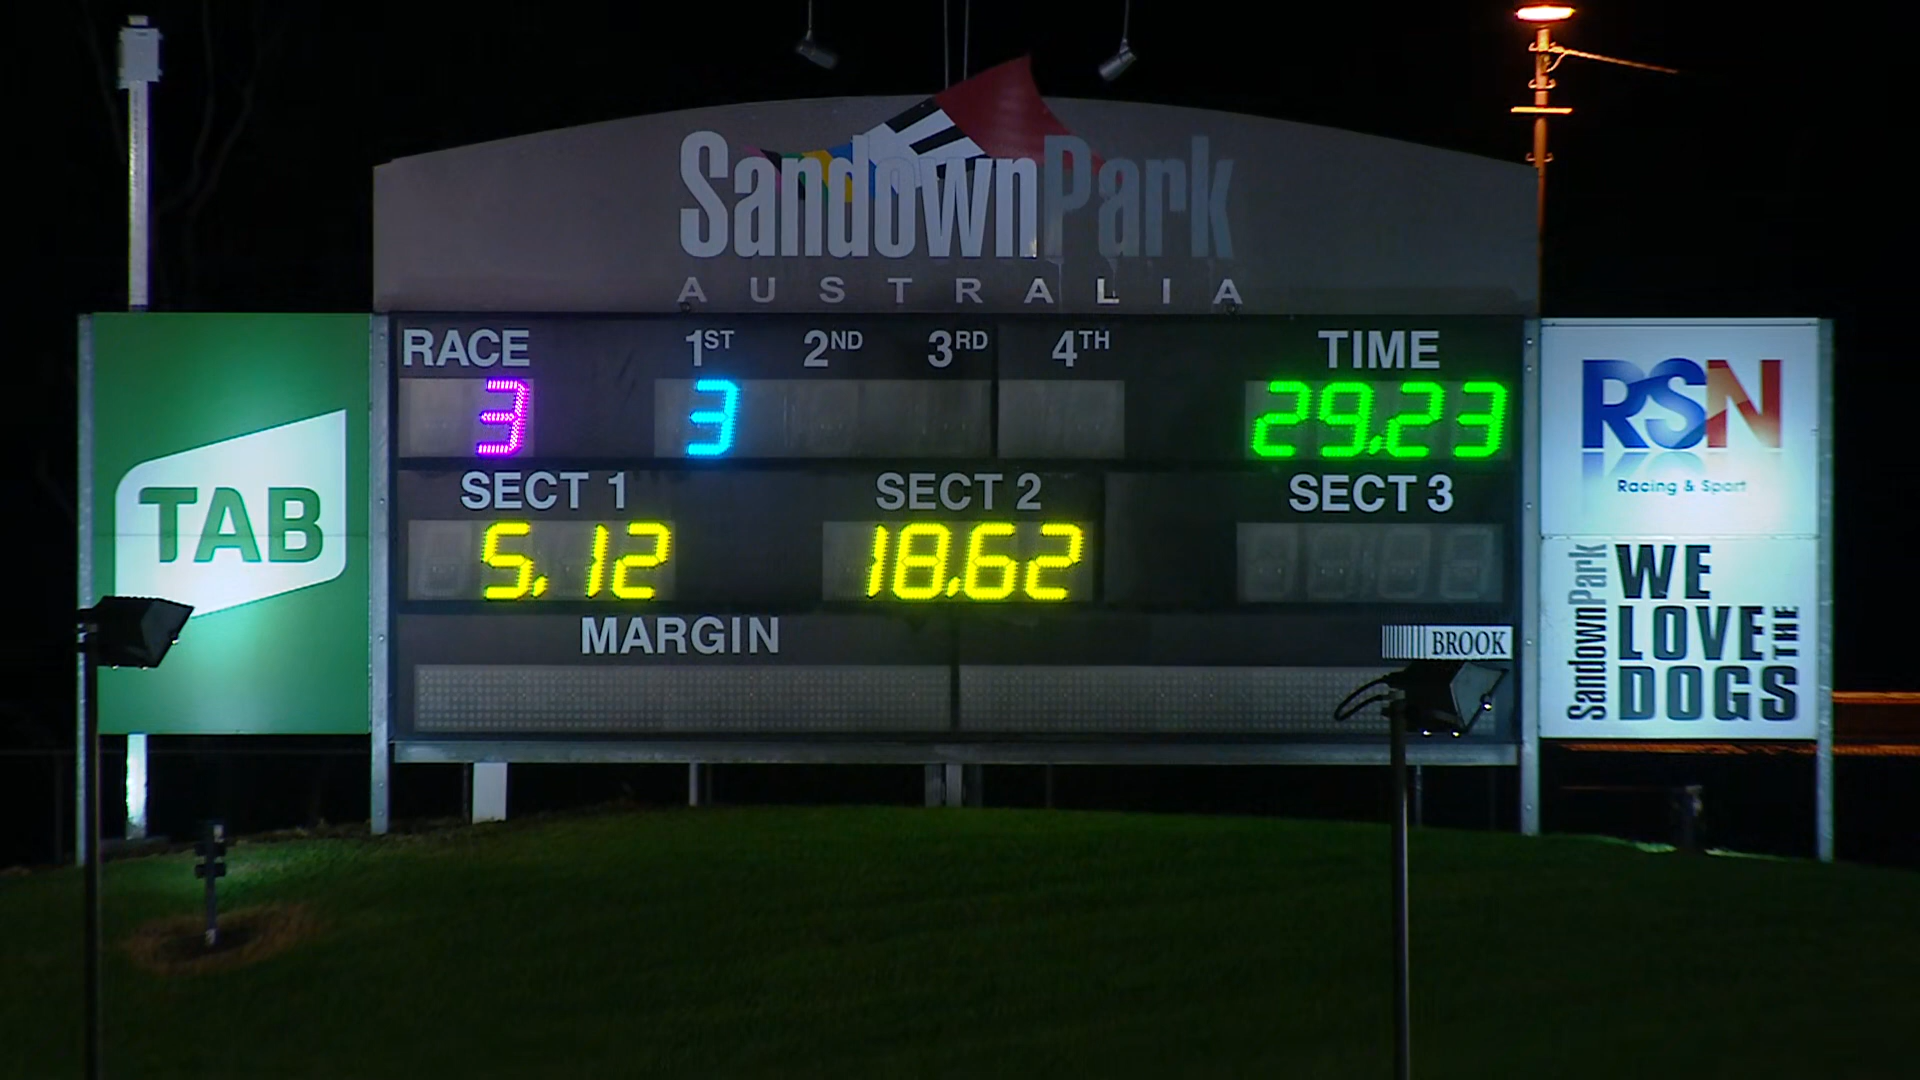 SandownPark
AUSTRALIA
RACE 1ST 2ND 3RD 4TH TIME
3 3 29.23
SECT 1 SECT 2 SECT 3
5.12 18.62
MARGIN
BROOK
TAB
RSN
Racing & Sport
SandownPark
WE
LOVE THE
DOGS